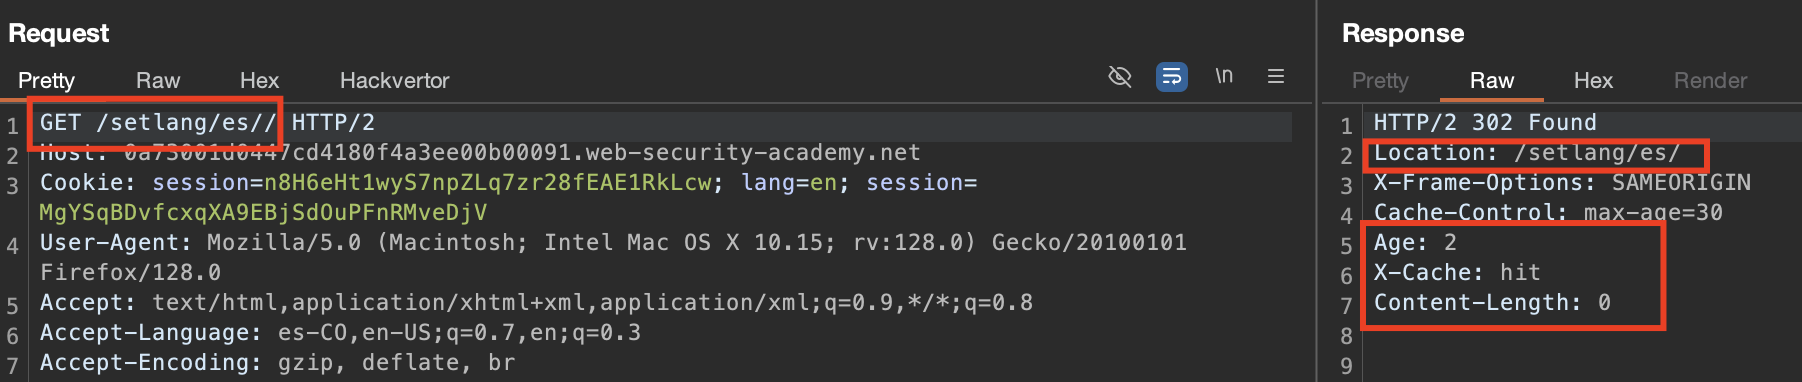 Request
Pretty Raw Hex Hackvertor \n
1 GET /setlang/es// HTTP/2
2 Host: 0a73001d0447cd4180f4a3ee00b00091.web-security-academy.net
3 Cookie: session=n8H6eHt1wyS7npZLq7zr28fEAE1RkLcw; lang=en; session=
MgYSqBDvfcxqXA9EBjSdOuPFnRMveDjV
4 User-Agent: Mozilla/5.0 (Macintosh; Intel Mac OS X 10.15; rv:128.0) Gecko/20100101
Firefox/128.0
5 Accept: text/html,application/xhtml+xml,application/xml;q=0.9,*/*;q=0.8
6 Accept-Language: es-CO,en-US;q=0.7,en;q=0.3
7 Accept-Encoding: gzip, deflate, br
Response
Pretty Raw Hex Render
1 HTTP/2 302 Found
2 Location: /setlang/es/
3 X-Frame-Options: SAMEORIGIN
4 Cache-Control: max-age=30
5 Age: 2
6 X-Cache: hit
7 Content-Length: 0
8
9